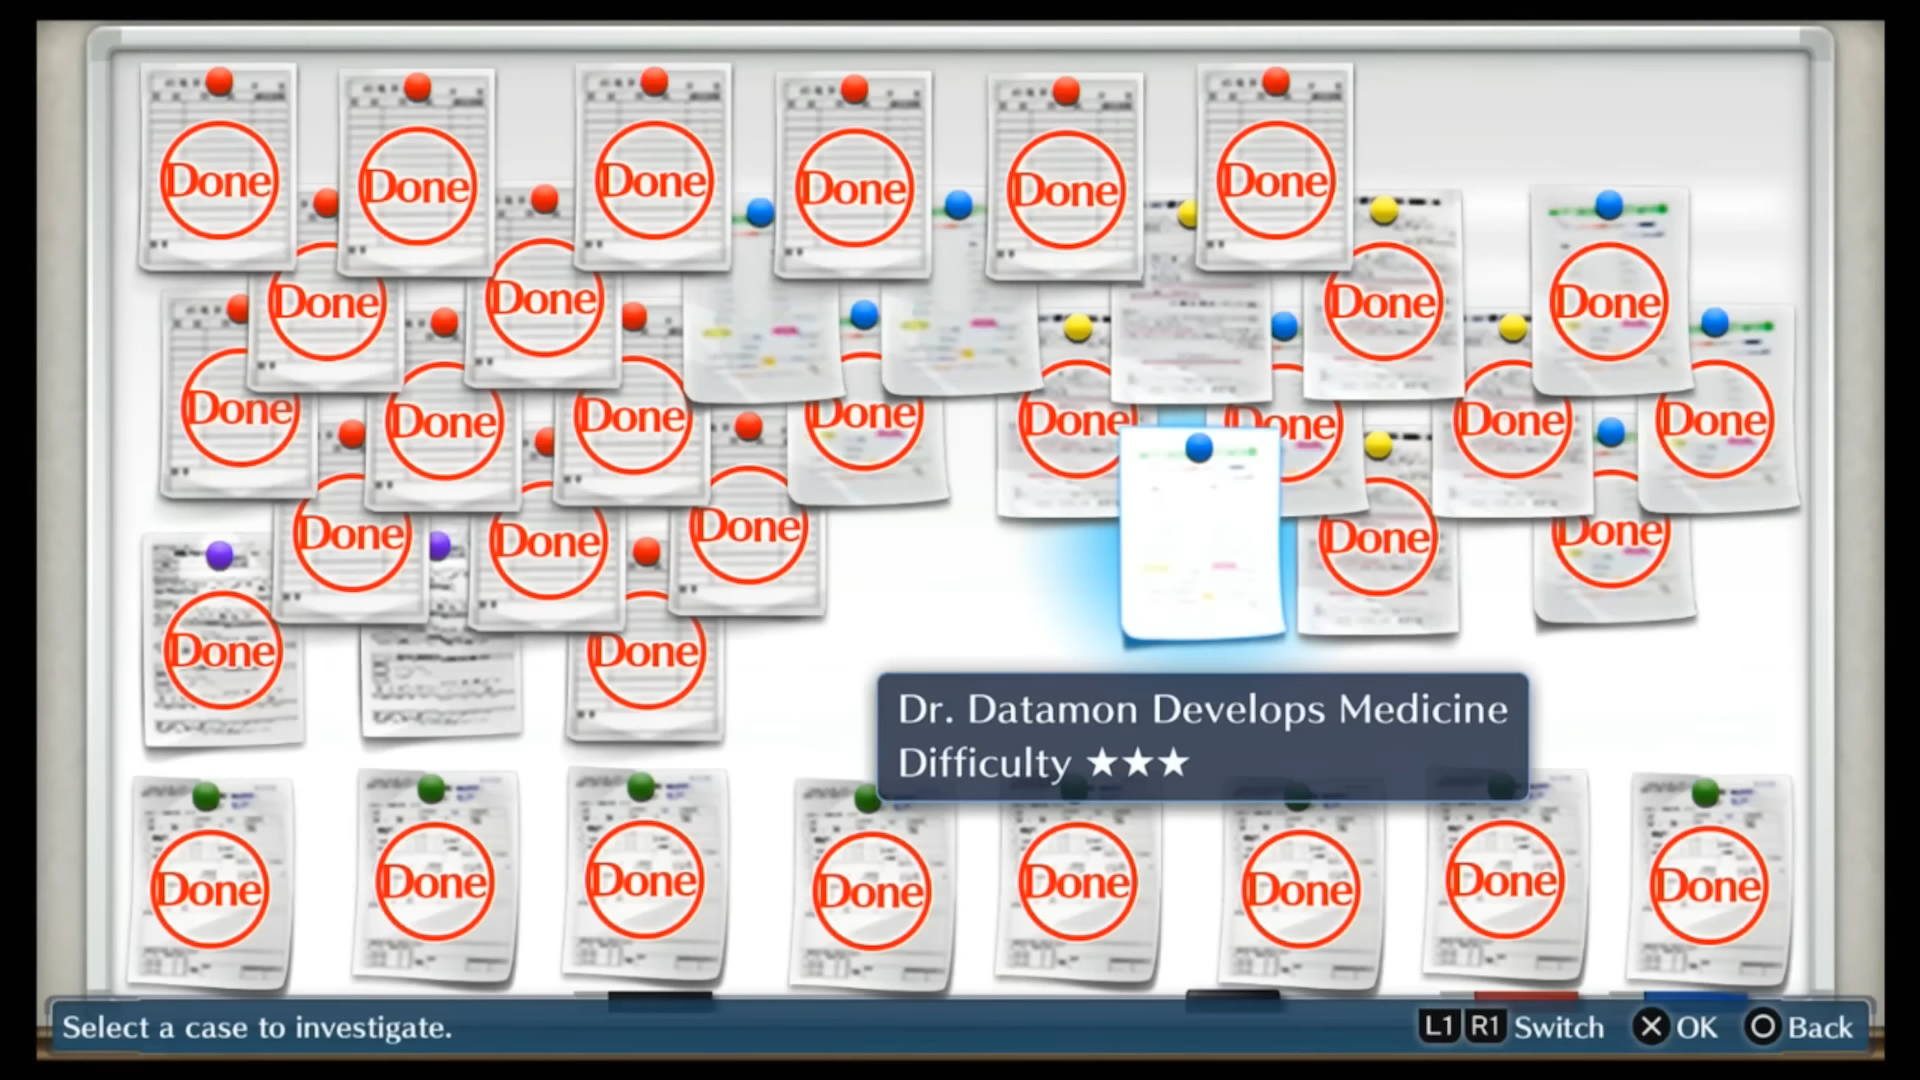 Done Done Done Done Done Done
Done Done Done Done
Done Done Done Done Done Done Done Done
Done Done Done Done Done
Done Done
Dr. Datamon Develops Medicine
Difficulty ★★★
Done Done Done Done Done Done Done Done
Select a case to investigate.
L1 R1 Switch X OK O Back